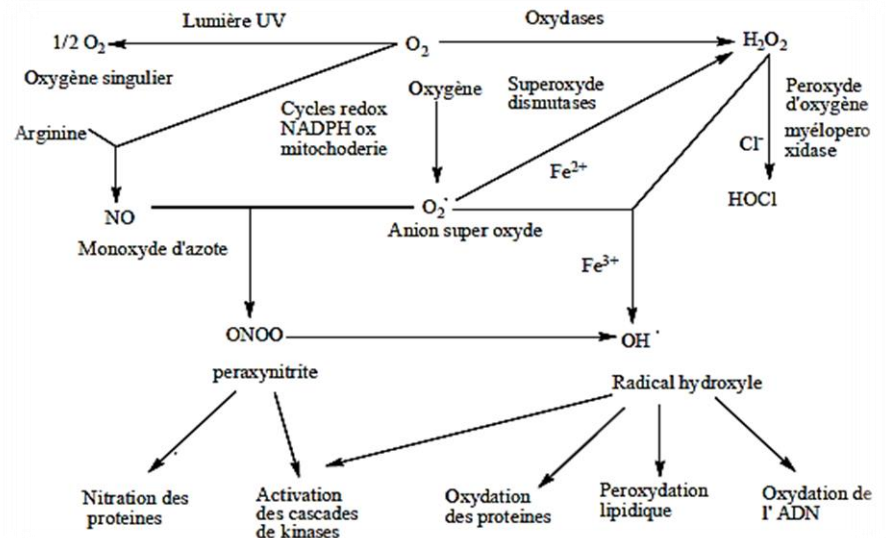 Lumière UV
Oxydases
1/2 O₂
O₂
H₂O₂
Oxygène singulier
Oxygène
Superoxyde
dismutases
Peroxyde
d'oxygène
myélopero
xidase
Cl⁻
HOCl
Arginine
Cycles redox
NADPH ox
mitochoderie
Fe²⁺
NO
Monoxyde d'azote
O₂˙
Anion super oxyde
Fe³⁺
ONOO
peraxynitrite
OH ˙
Radical hydroxyle
Nitration des
proteines
Activation
des cascades
de kinases
Oxydation
des proteines
Peroxydation
lipidique
Oxydation de
l' ADN